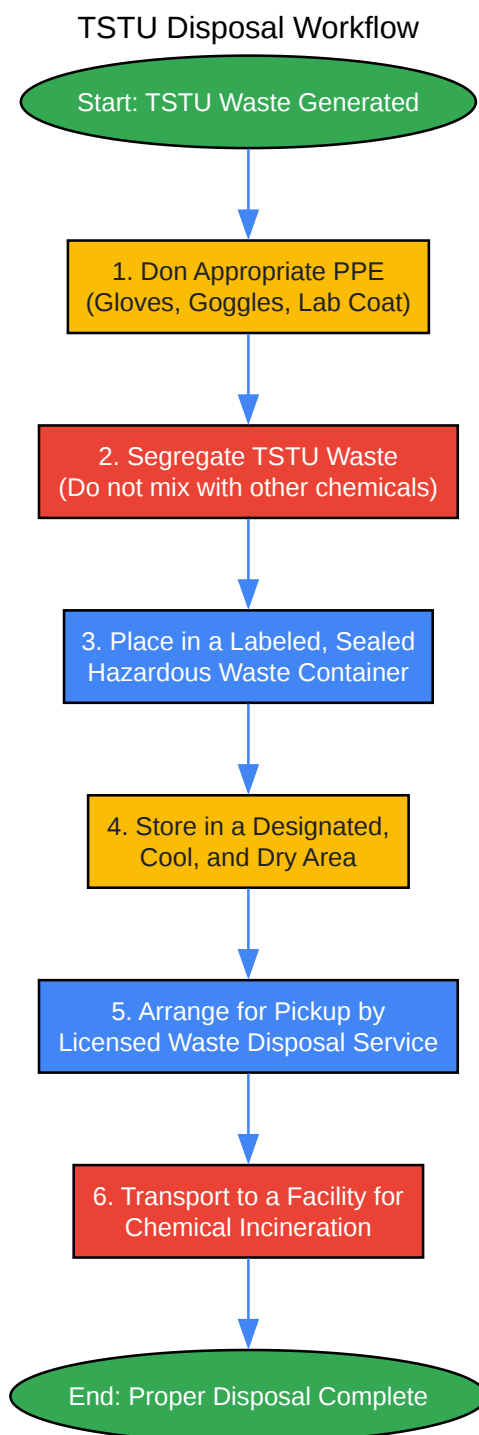 TSTU Disposal Workflow
Start: TSTU Waste Generated
1. Don Appropriate PPE
(Gloves, Goggles, Lab Coat)
2. Segregate TSTU Waste
(Do not mix with other chemicals)
3. Place in a Labeled, Sealed
Hazardous Waste Container
4. Store in a Designated,
Cool, and Dry Area
5. Arrange for Pickup by
Licensed Waste Disposal Service
6. Transport to a Facility for
Chemical Incineration
End: Proper Disposal Complete